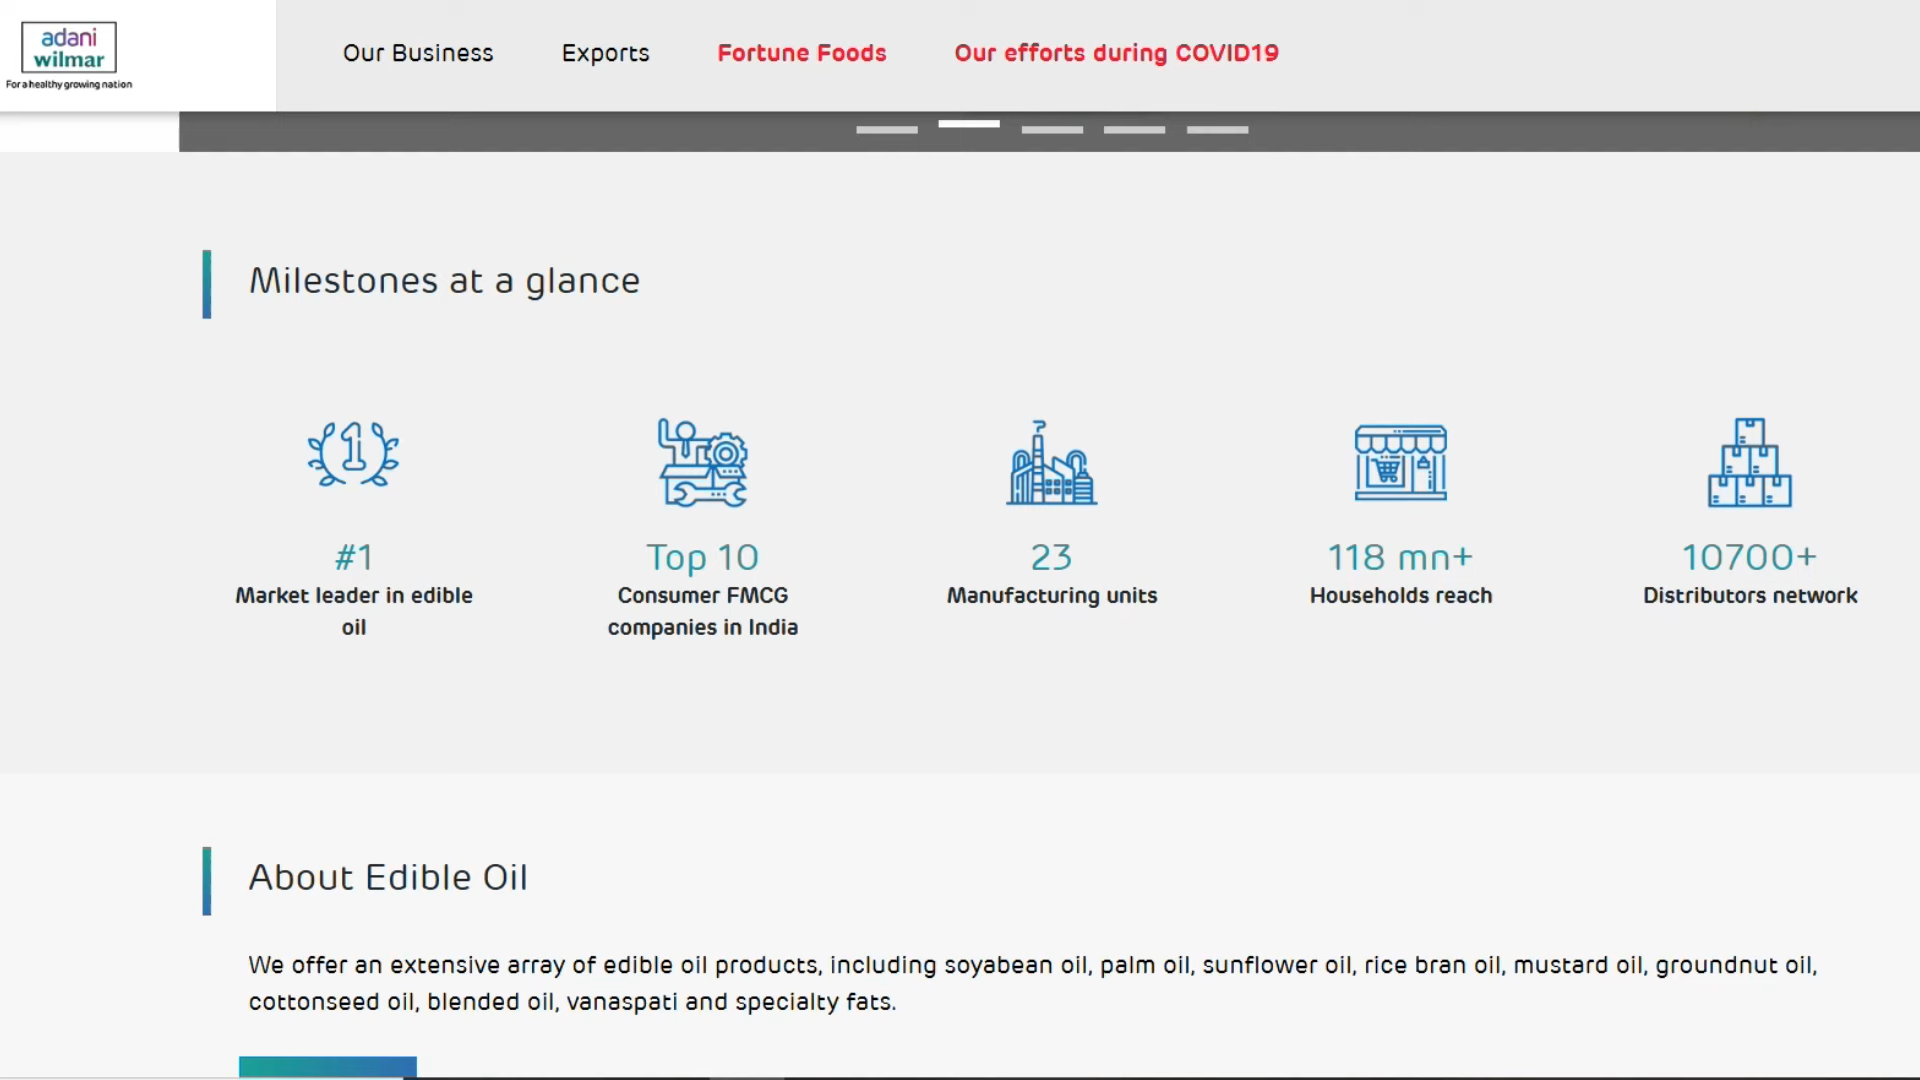 adani
wilmar
For a healthy growing nation
Our Business
Exports
Fortune Foods
Our efforts during COVID19
Milestones at a glance
1
#1
Market leader in edible
oil
Top 10
Consumer FMCG
companies in India
23
Manufacturing units
118 mn+
Households reach
10700+
Distributors network
About Edible Oil
We offer an extensive array of edible oil products, including soyabean oil, palm oil, sunflower oil, rice bran oil, mustard oil, groundnut oil,
cottonseed oil, blended oil, vanaspati and specialty fats.